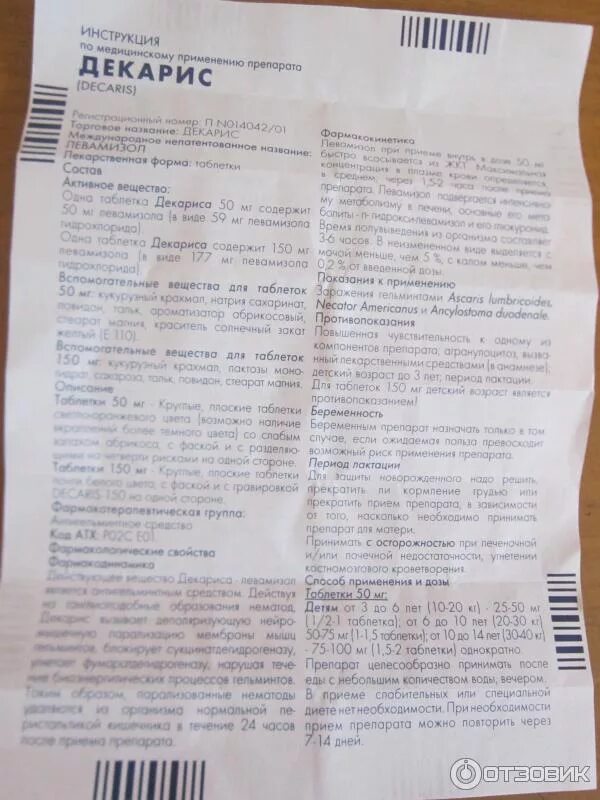 ИНСТРУКЦИЯ
по медицинскому применению препарата
ДЕКАРИС
(DECARIS)
Регистрационный номер: П N014042/01
Торговое название: ДЕКАРИС
Международное непатентованное название:
ЛЕВАМИЗОЛ
Лекарственная форма: таблетки
Состав
Активное вещество:
Одна таблетка Декариса 50 мг содержит
50 мг левамизола (в виде 59 мг левамизола
гидрохлорида).
Одна таблетка Декариса содержит 150 мг
левамизола (в виде 177 мг левамизола
гидрохлорида).
Вспомогательные вещества для таблеток
50 мг: кукурузный крахмал, натрия сахаринат,
повидон, тальк, ароматизатор абрикосовый,
стеарат магния, краситель солнечный закат
желтый (Е 110).
Вспомогательные вещества для таблеток
150 мг: кукурузный крахмал, лактозы моно-
гидрат, сахароза, тальк, повидон, стеарат магния.
Описание
Таблетки 50 мг - Круглые, плоские таблетки
светло-оранжевого цвета (возможно наличие
вкраплений более темного цвета) со слабым
запахом абрикоса, с фаской и с разделяю-
щими на четверти рисками на одной стороне.
Таблетки 150 мг - Круглые, плоские таблетки
почти белого цвета, с фаской и с гравировкой
DECARIS 150 на одной стороне.
Фармакотерапевтическая группа:
Антигельминтное средство
Код АТХ: P02C E01
Фармакологические свойства
Фармакодинамика
Действующее вещество Декариса - левамизол
является антигельминтным средством. Действуя
на ганглиоподобные образования нематод,
Декарис вызывает деполяризующую нейро-
мышечную парализацию мембраны мышц
гельминтов, блокирует сукцинатдегидрогеназу,
угнетает фумаратдегидрогеназу, нарушая тече-
ние биоэнергетических процессов гельминтов.
Таким образом, парализованные нематоды
удаляются из организма нормальной пе-
ристальтикой кишечника в течение 24 часов
после приема препарата.
Фармакокинетика
Левамизол при приеме внутрь в дозе 50 мг
быстро всасывается из ЖКТ. Максимальная
концентрация в плазме крови определяется,
в среднем, через 1,5-2 часа после приема
препарата. Левамизол подвергается интенсивно-
му метаболизму в печени, основные его мета-
болиты - п-гидроксилевамизол и его глюкуронид.
Время полувыведения из организма составляет
3-6 часов. В неизмененном виде выделяется с
мочой меньше, чем 5 %, с калом меньше, чем
0,2 % от введенной дозы.
Показания к применению
Заражения гельминтами Ascaris lumbricoides,
Necator Americanus и Ancylostoma duodenale.
Противопоказания
Повышенная чувствительность к одному из
компонентов препарата; агранулоцитоз, вызван-
ный лекарственными средствами (в анамнезе);
детский возраст до 3 лет; период лактации.
Для таблеток 150 мг детский возраст является
противопоказанием!
Беременность
Беременным препарат назначать только в том
случае, если ожидаемая польза превосходит
возможный риск применения препарата.
Период лактации
Для защиты новорожденного надо решить,
прекратить ли кормление грудью или
прекратить прием препарата, в зависимости
от того, насколько необходимо принимать
препарат для матери.
Принимать с осторожностью при печеночной
и/или почечной недостаточности, угнетении
костномозгового кроветворения.
Способ применения и дозы
Таблетки 50 мг:
Детям от 3 до 6 лет (10-20 кг) - 25-50 мг
(1/2-1 таблетка); от 6 до 10 лет (20-30 кг)
50-75 мг (1-1,5 таблетки); от 10 до 14 лет (30-40 кг)
- 75-100 мг (1,5-2 таблетки) однократно.
Препарат целесообразно принимать после
еды с небольшим количеством воды, вечером.
В приеме слабительных или специальной
диете нет необходимости. При необходимости
прием препарата можно повторить через
7-14 дней.
ОТЗОВИК